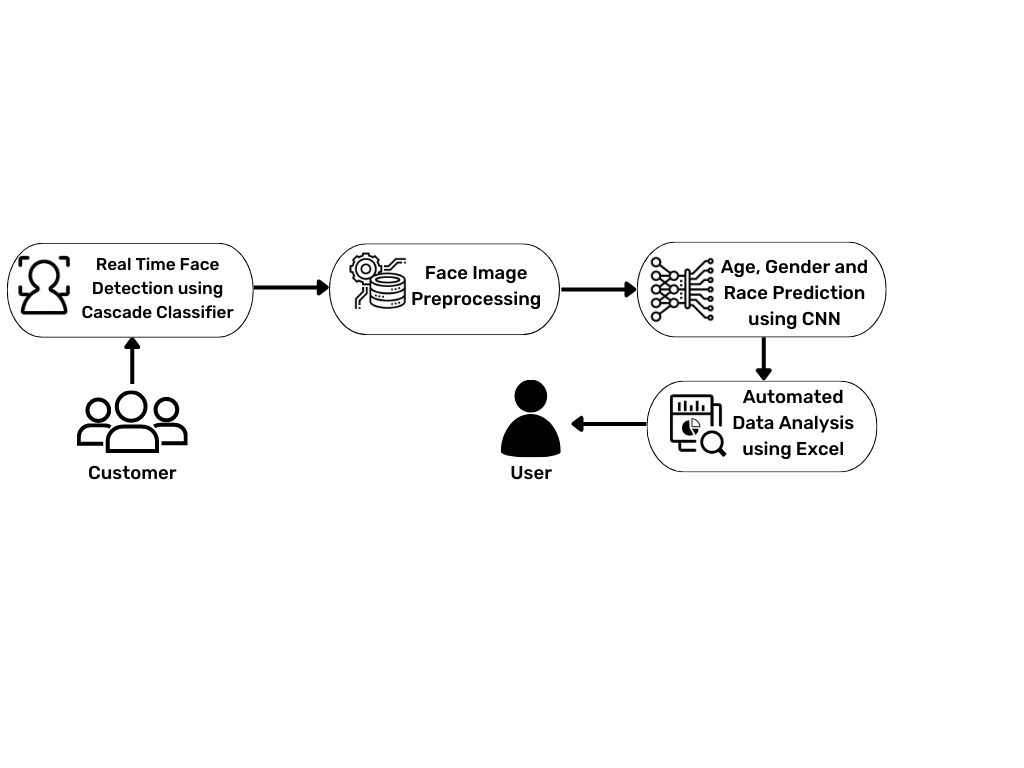 Real Time Face
Detection using
Cascade Classifier
Face Image
Preprocessing
Age, Gender and
Race Prediction
using CNN
Automated
Data Analysis
using Excel
User
Customer